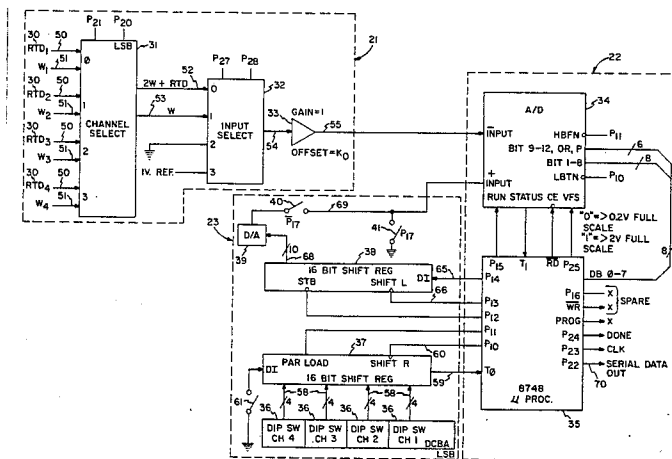 P21 P20
30 50 LSB 31
RTD1
51 0
W1
30 50
RTD2
51 1
W2
CHANNEL SELECT
30 50
RTD3
51 2
W3
30 50
RTD4
51 3
W4
2W + RTD 52
53 W
P27 P28
32
0
1
INPUT SELECT
2
3
1V. REF.
33 GAIN=1
54 55
OFFSET=K0
21
22
A/D 34
INPUT
HBFN P11
BIT 9-12, OR, P 6
BIT 1-8 8
+
INPUT
LBTN P10
RUN STATUS CE VFS
"0"=>0.2V FULL SCALE
"1"=>2V FULL SCALE
8
DB 0-7
P15 T1 RD P25
P14
P16 X
WR X
SPARE
P13
PROG X
P12
P24 DONE
P11
P23 CLK
P10
P22 SERIAL DATA OUT
70
T0
8748
μ PROC.
35
40 69
P17
41 P17
23
D/A
39
10
68 38
16 BIT SHIFT REG DI 65
STB SHIFT L 66
37
PAR LOAD SHIFT R 60
DI
16 BIT SHIFT REG 59
61
58 58
4 4 4 4
36 36 36 36
DIP SW CH 4
DIP SW CH 3
DIP SW CH 2
DIP SW CH 1
DCBA
LSB